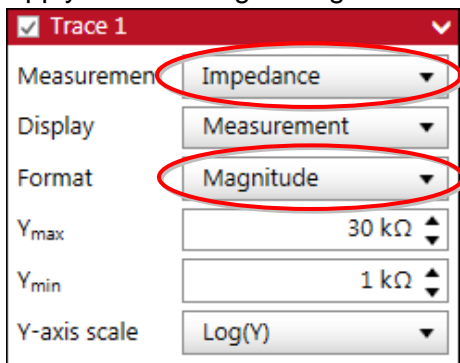 Trace 1
Measuremen Impedance
Display Measurement
Format Magnitude
Ymax 30 kΩ
Ymin 1 kΩ
Y-axis scale Log(Y)